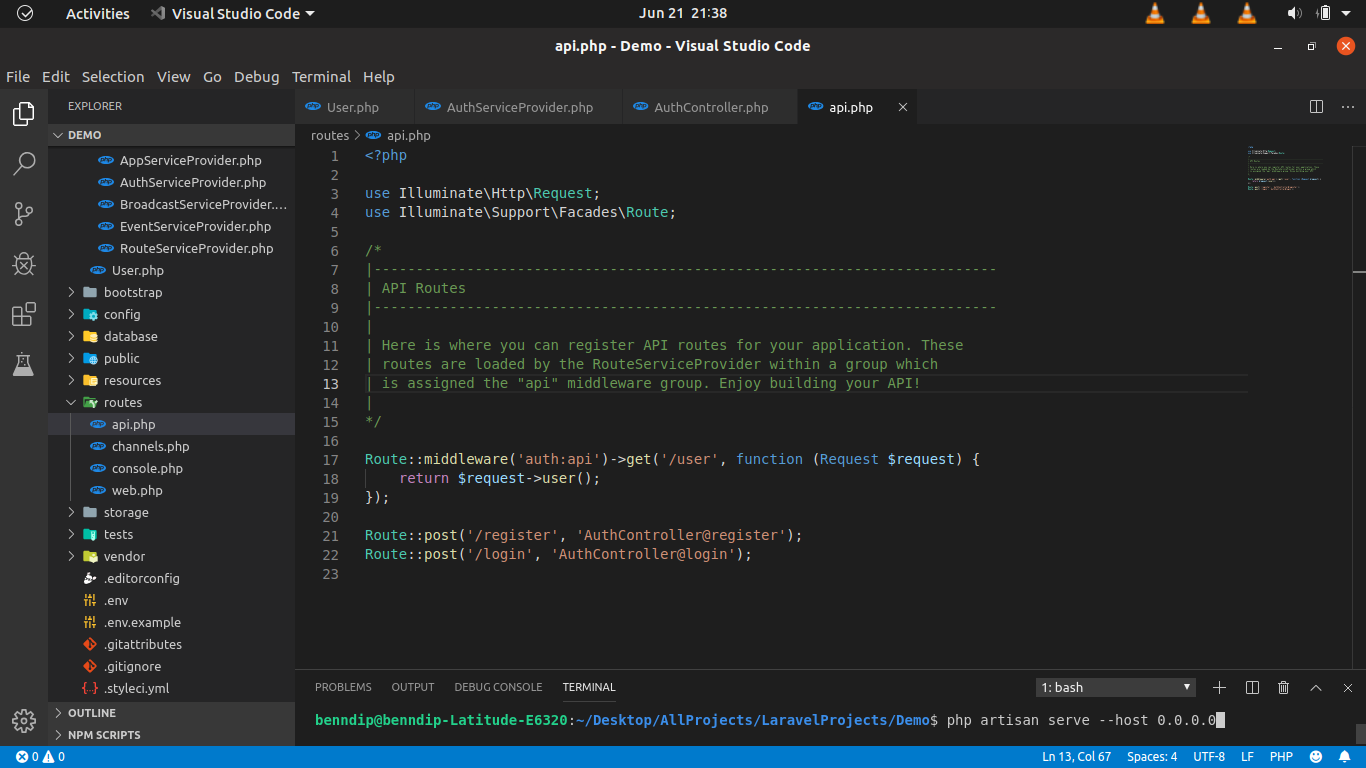 Activities
Visual Studio Code
Jun 21 21:38
api.php - Demo - Visual Studio Code
File Edit Selection View Go Debug Terminal Help
EXPLORER
DEMO
AppServiceProvider.php
AuthServiceProvider.php
BroadcastServiceProvider....
EventServiceProvider.php
RouteServiceProvider.php
User.php
bootstrap
config
database
public
resources
routes
api.php
channels.php
console.php
web.php
storage
tests
vendor
.editorconfig
.env
.env.example
.gitattributes
.gitignore
.styleci.yml
OUTLINE
NPM SCRIPTS
User.php
AuthServiceProvider.php
AuthController.php
api.php
routes > api.php
1 <?php
2
3 use Illuminate\Http\Request;
4 use Illuminate\Support\Facades\Route;
5
6 /*
7 |--------------------------------------------------------------------------
8 | API Routes
9 |--------------------------------------------------------------------------
10 |
11 | Here is where you can register API routes for your application. These
12 | routes are loaded by the RouteServiceProvider within a group which
13 | is assigned the "api" middleware group. Enjoy building your API!
14 |
15 */
16
17 Route::middleware('auth:api')->get('/user', function (Request $request) {
18     return $request->user();
19 });
20
21 Route::post('/register', 'AuthController@register');
22 Route::post('/login', 'AuthController@login');
23
PROBLEMS OUTPUT DEBUG CONSOLE TERMINAL
1: bash
benndip@benndip-Latitude-E6320:~/Desktop/AllProjects/LaravelProjects/Demo$ php artisan serve --host 0.0.0.0
0 0
Ln 13, Col 67 Spaces: 4 UTF-8 LF PHP